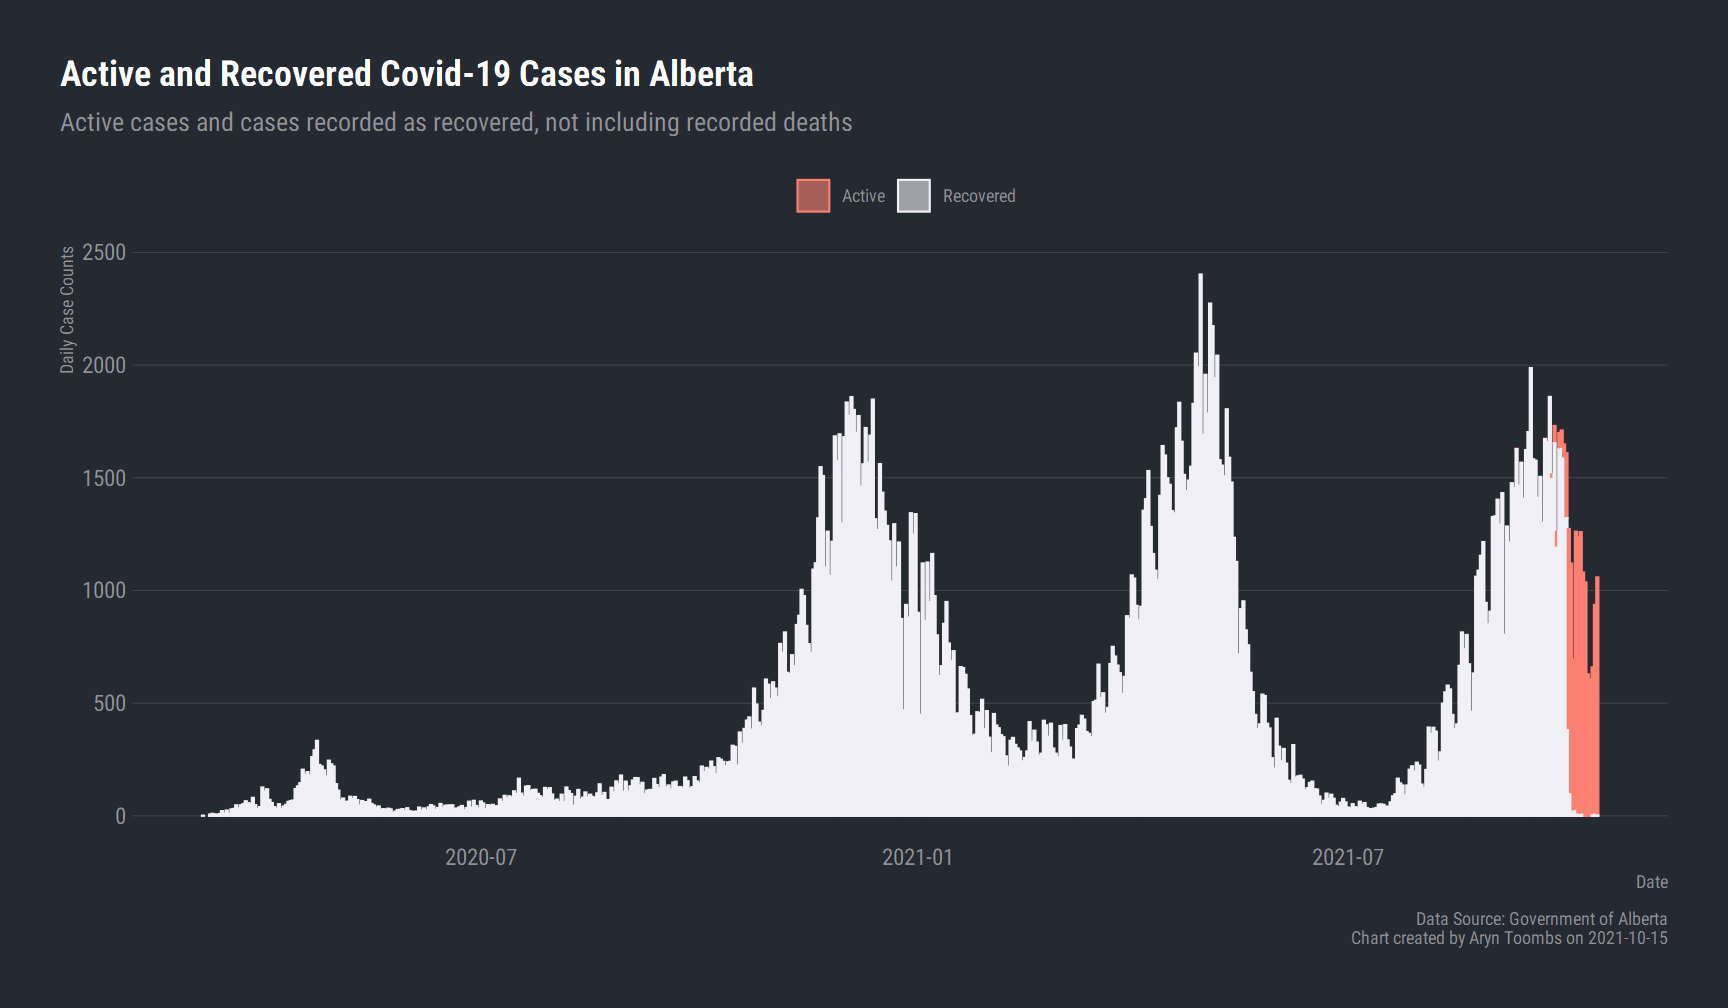 Active and Recovered Covid-19 Cases in Alberta
Active cases and cases recorded as recovered, not including recorded deaths
Active
Recovered
Daily Case Counts
2500
2000
1500
1000
500
0
2020-07
2021-01
2021-07
Date
Data Source: Government of Alberta
Chart created by Aryn Toombs on 2021-10-15